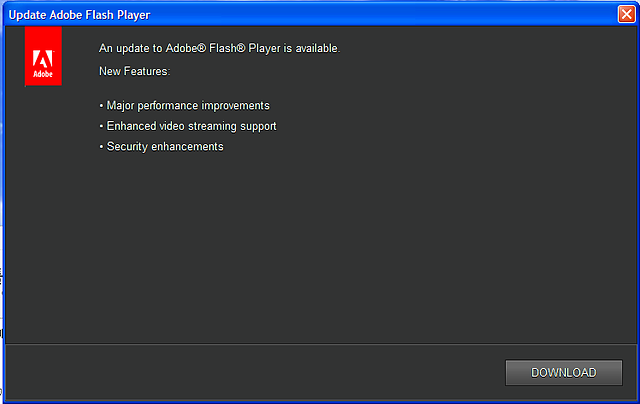 Update Adobe Flash Player
An update to Adobe® Flash® Player is available.
Adobe
New Features:
• Major performance improvements
• Enhanced video streaming support
• Security enhancements
DOWNLOAD